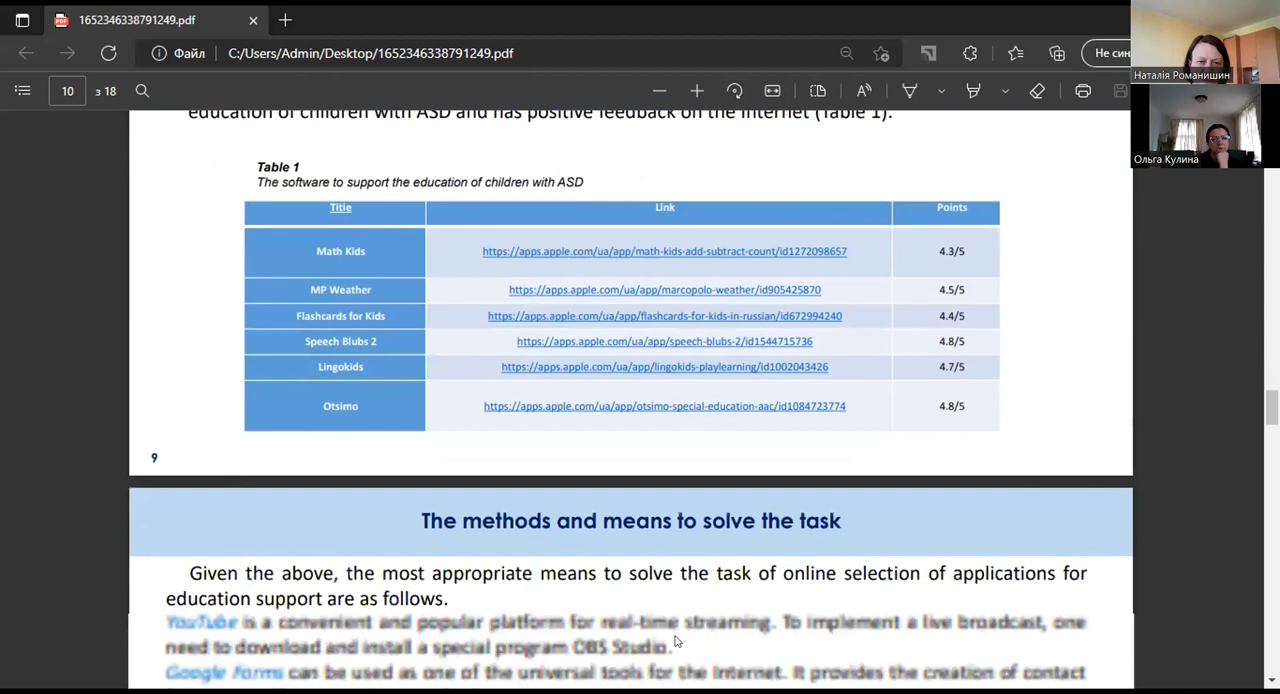 1652346338791249.pdf
Файл C:/Users/Admin/Desktop/1652346338791249.pdf Не син
10 з 18
Наталія Романишин
Ольга Кулина
education of children with ASD and has positive feedback on the Internet (Table 1).
Table 1
The software to support the education of children with ASD
Title Link Points
Math Kids https://apps.apple.com/ua/app/math-kids-add-subtract-count/id1272098657 4.3/5
MP Weather https://apps.apple.com/ua/app/marcopolo-weather/id905425870 4.5/5
Flashcards for Kids https://apps.apple.com/ua/app/flashcards-for-kids-in-russian/id672994240 4.4/5
Speech Blubs 2 https://apps.apple.com/ua/app/speech-blubs-2/id1544715736 4.8/5
Lingokids https://apps.apple.com/ua/app/lingokids-playlearning/id1002043426 4.7/5
Otsimo https://apps.apple.com/ua/app/otsimo-special-education-aac/id1084723774 4.8/5
9
The methods and means to solve the task
Given the above, the most appropriate means to solve the task of online selection of applications for
education support are as follows.
YouTube is a convenient and popular platform for real-time streaming. To implement a live broadcast, one
need to download and install a special program OBS Studio.
Google Forms can be used as one of the universal tools for the Internet. It provides the creation of contact